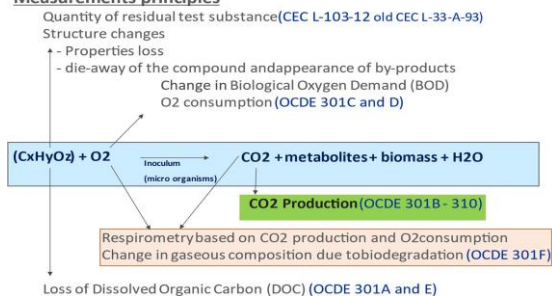 Measurements principles
Quantity of residual test substance(CEC L-103-12 old CEC L-33-A-93)
Structure changes
- Properties loss
- die-away of the compound andappearance of by-products
Change in Biological Oxygen Demand (BOD)
O2 consumption (OCDE 301C and D)
(CxHyOz) + O2 Inoculum CO2 + metabolites + biomass + H2O
(micro organisms)
CO2 Production(OCDE 301B - 310)
Respirometry based on CO2 production and O2consumption
Change in gaseous composition due tobiodegradation (OCDE 301F)
Loss of Dissolved Organic Carbon (DOC) (OCDE 301A and E)